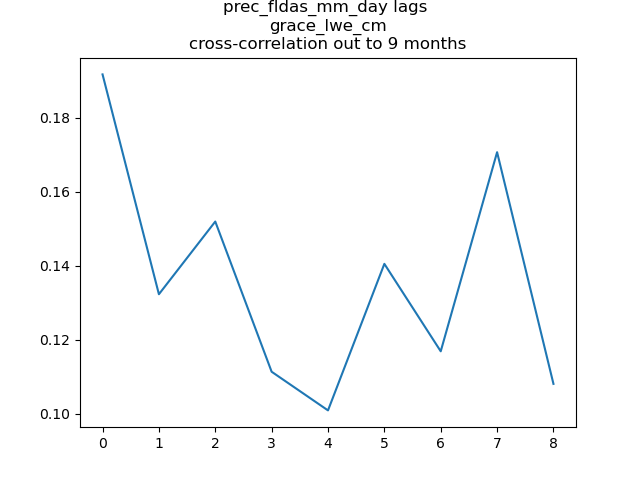 prec_fldas_mm_day lags
grace_lwe_cm
cross-correlation out to 9 months
0.18
0.16
0.14
0.12
0.10
0 1 2 3 4 5 6 7 8